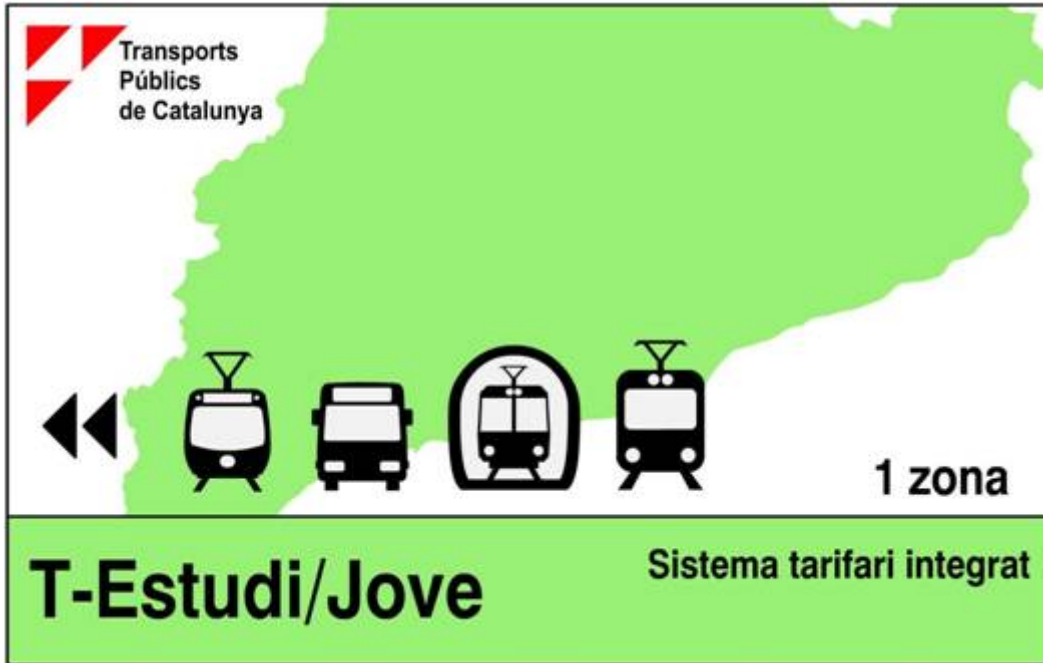 Transports
Públics
de Catalunya
1 zona
T-Estudi/Jove
Sistema tarifari integrat